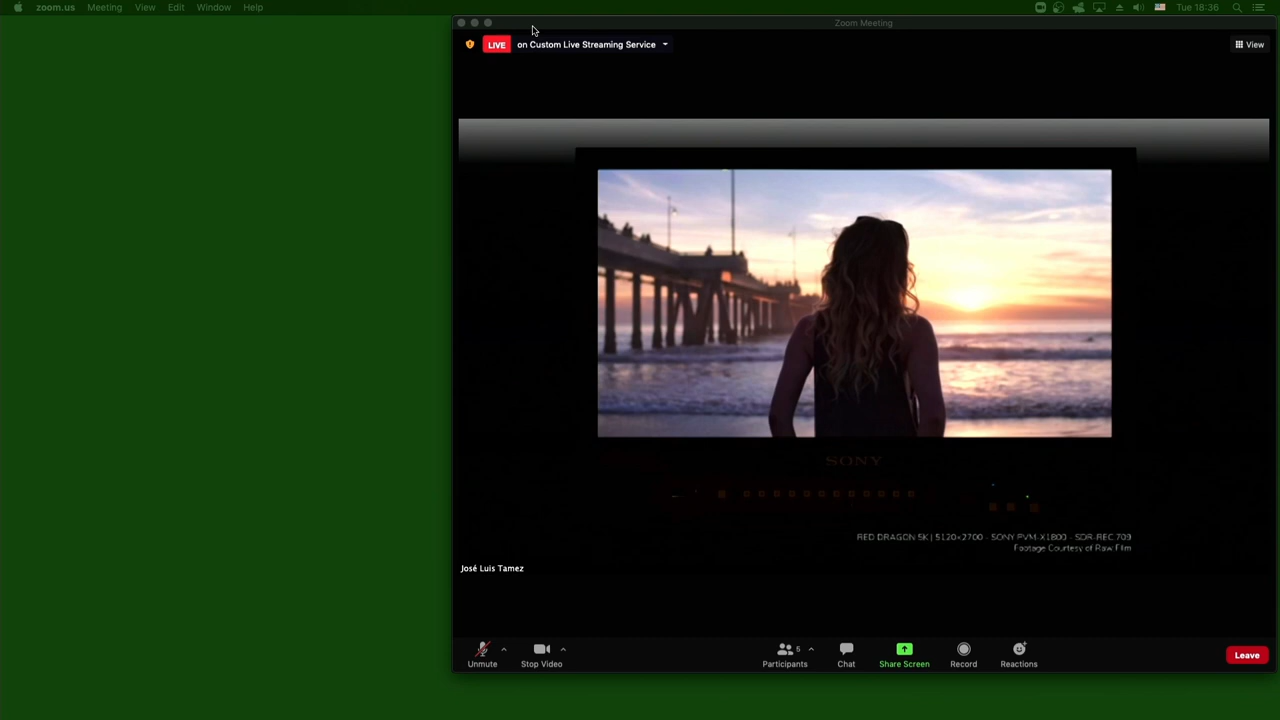 zoom.us Meeting View Edit Window Help Tue 18:36
Zoom Meeting
LIVE on Custom Live Streaming Service View
SONY
RED DRAGON 5K | 5120×2700 - SONY PVM-X1800 - SDR-REC 709
Footage Courtesy of Raw Film
José Luis Tamez
5
Unmute Stop Video Participants Chat Share Screen Record Reactions Leave